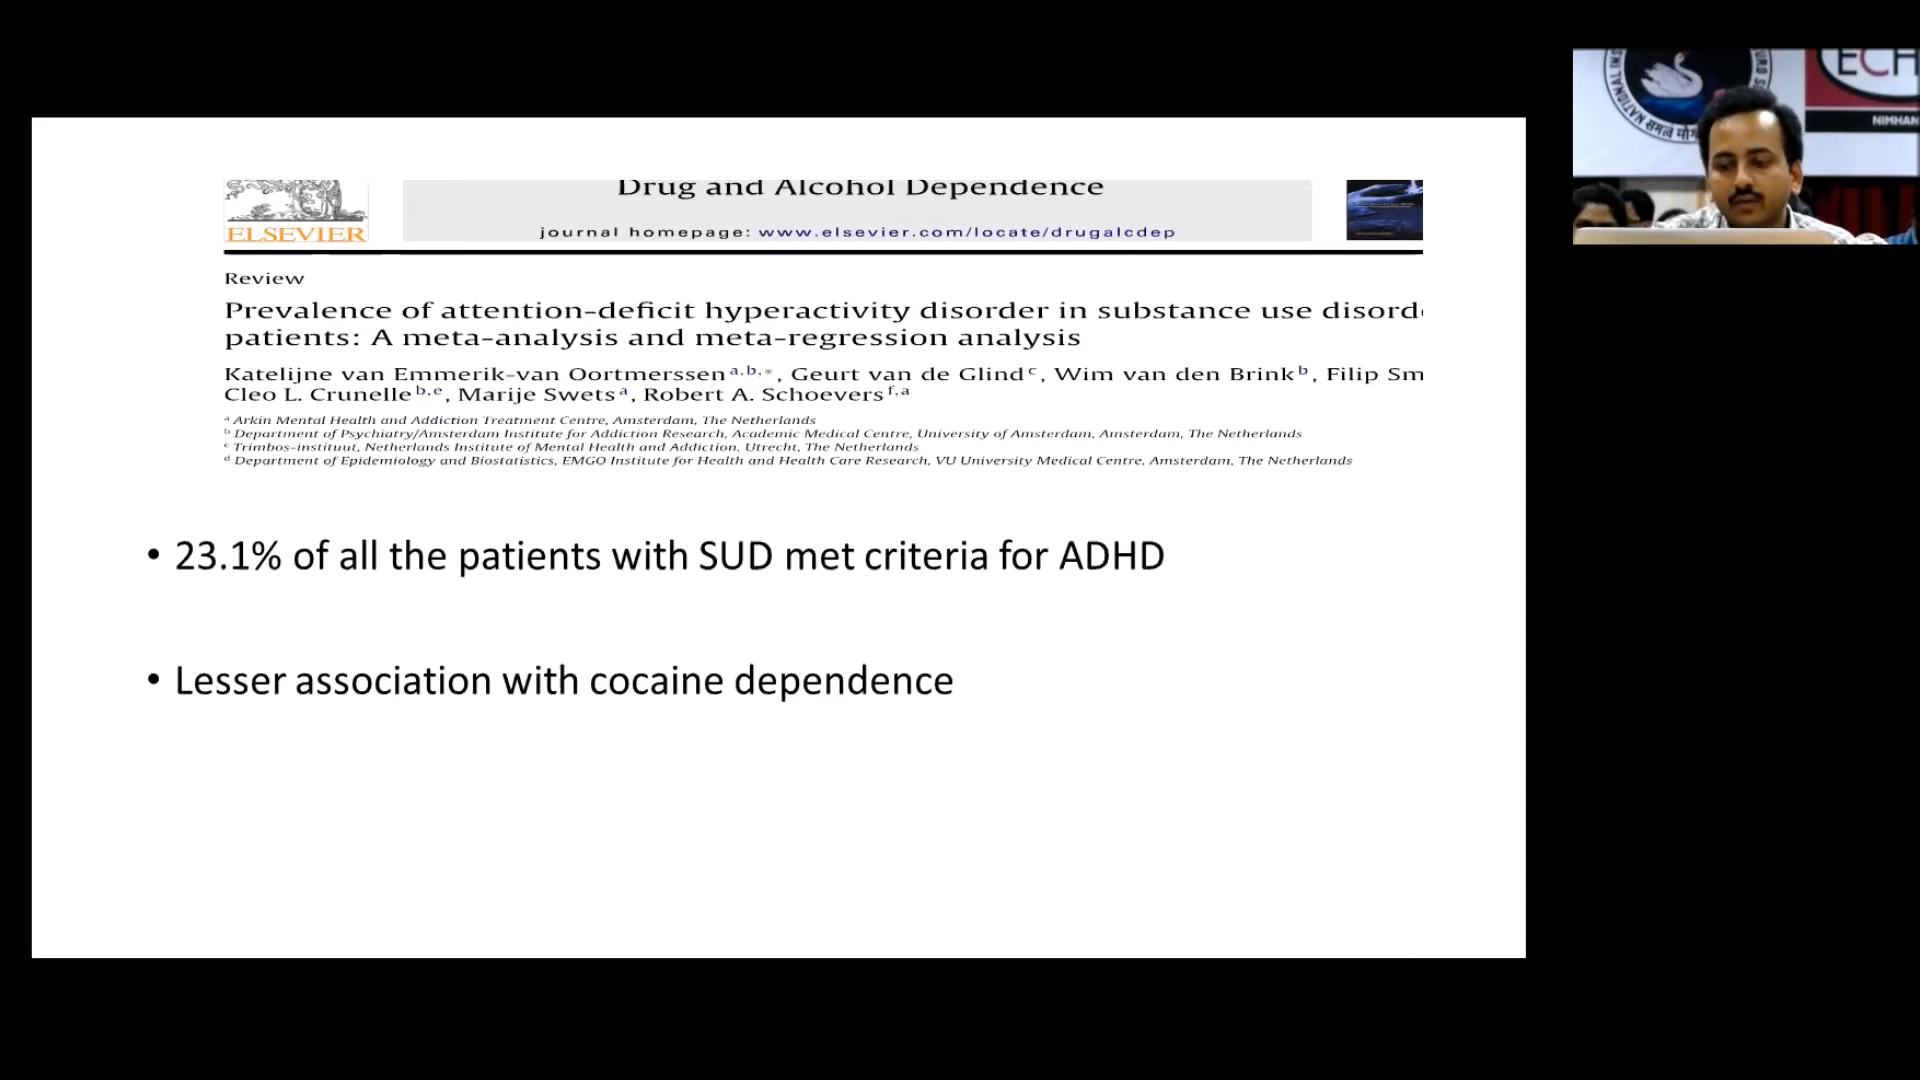 Drug and Alcohol Dependence
ELSEVIER
journal homepage: www.elsevier.com/locate/drugalcdep
Review
Prevalence of attention-deficit hyperactivity disorder in substance use disord
patients: A meta-analysis and meta-regression analysis
Katelijne van Emmerik-van Oortmerssen a,b,*, Geurt van de Glind c, Wim van den Brink b, Filip Sm
Cleo L. Crunelle b,e, Marije Swets a, Robert A. Schoevers f,a
a Arkin Mental Health and Addiction Treatment Centre, Amsterdam, The Netherlands
b Department of Psychiatry/Amsterdam Institute for Addiction Research, Academic Medical Centre, University of Amsterdam, Amsterdam, The Netherlands
c Trimbos-instituut, Netherlands Institute of Mental Health and Addiction, Utrecht, The Netherlands
d Department of Epidemiology and Biostatistics, EMGO Institute for Health and Health Care Research, VU University Medical Centre, Amsterdam, The Netherlands
• 23.1% of all the patients with SUD met criteria for ADHD
• Lesser association with cocaine dependence
ECH
NIMHAN
NATIONAL INS